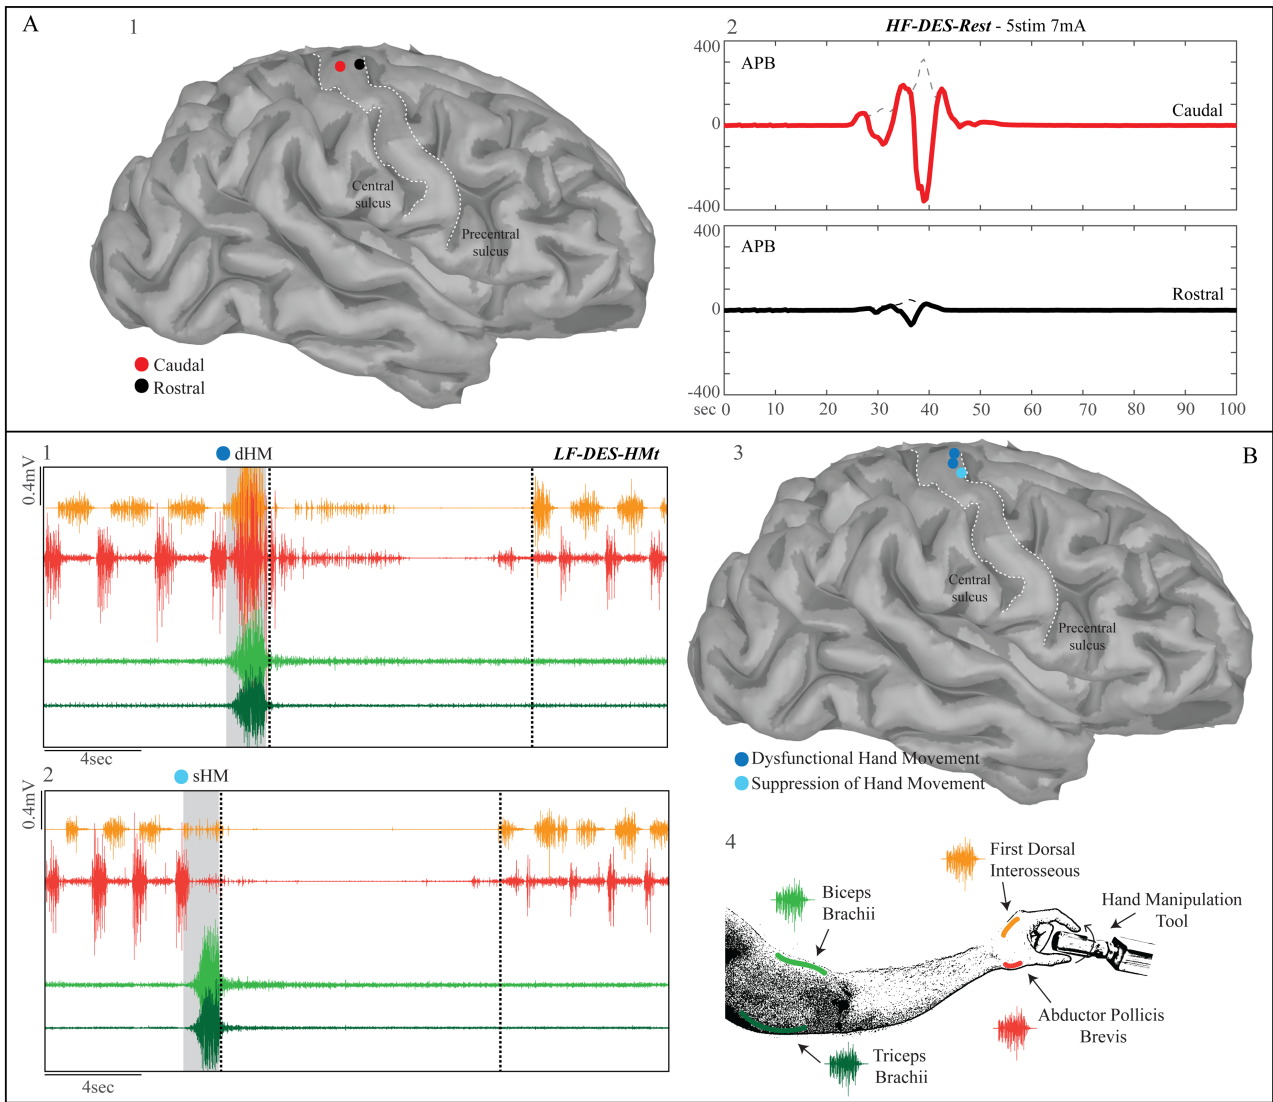 A
1
Central
sulcus
Precentral
sulcus
Caudal
Rostral
2
HF-DES-Rest - 5stim 7mA
400
APB
Caudal
0
-400
400
APB
Rostral
0
-400
sec 0 10 20 30 40 50 60 70 80 90 100
1
dHM
LF-DES-HMt
0.4mV
4sec
2
sHM
0.4mV
4sec
3
B
Central
sulcus
Precentral
sulcus
Dysfunctional Hand Movement
Suppression of Hand Movement
4
First Dorsal
Interosseous
Biceps
Brachii
Hand Manipulation
Tool
Abductor Pollicis
Brevis
Triceps
Brachii